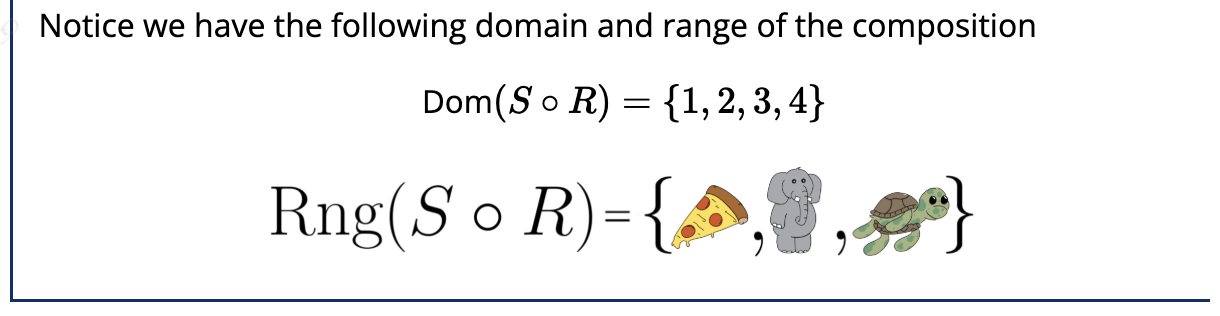 Notice we have the following domain and range of the composition
Dom(S ∘ R) = {1, 2, 3, 4}
Rng(S ∘ R)={ , , }